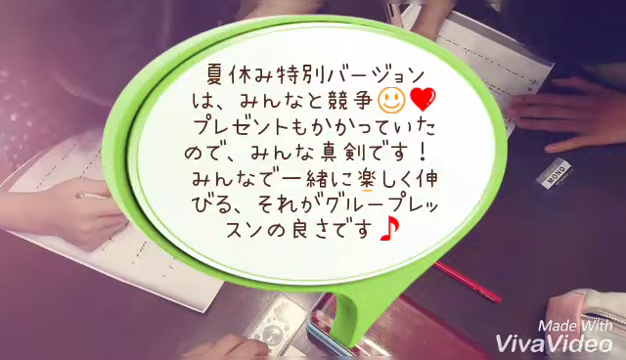 夏休み特別バージョン
は、みんなと競争😊❤
プレゼントもかかっていた
ので、みんな真剣です！
みんなで一緒に楽しく伸
びる、それがグループレッ
スンの良さです🎵
MONO
Made With
VivaVideo